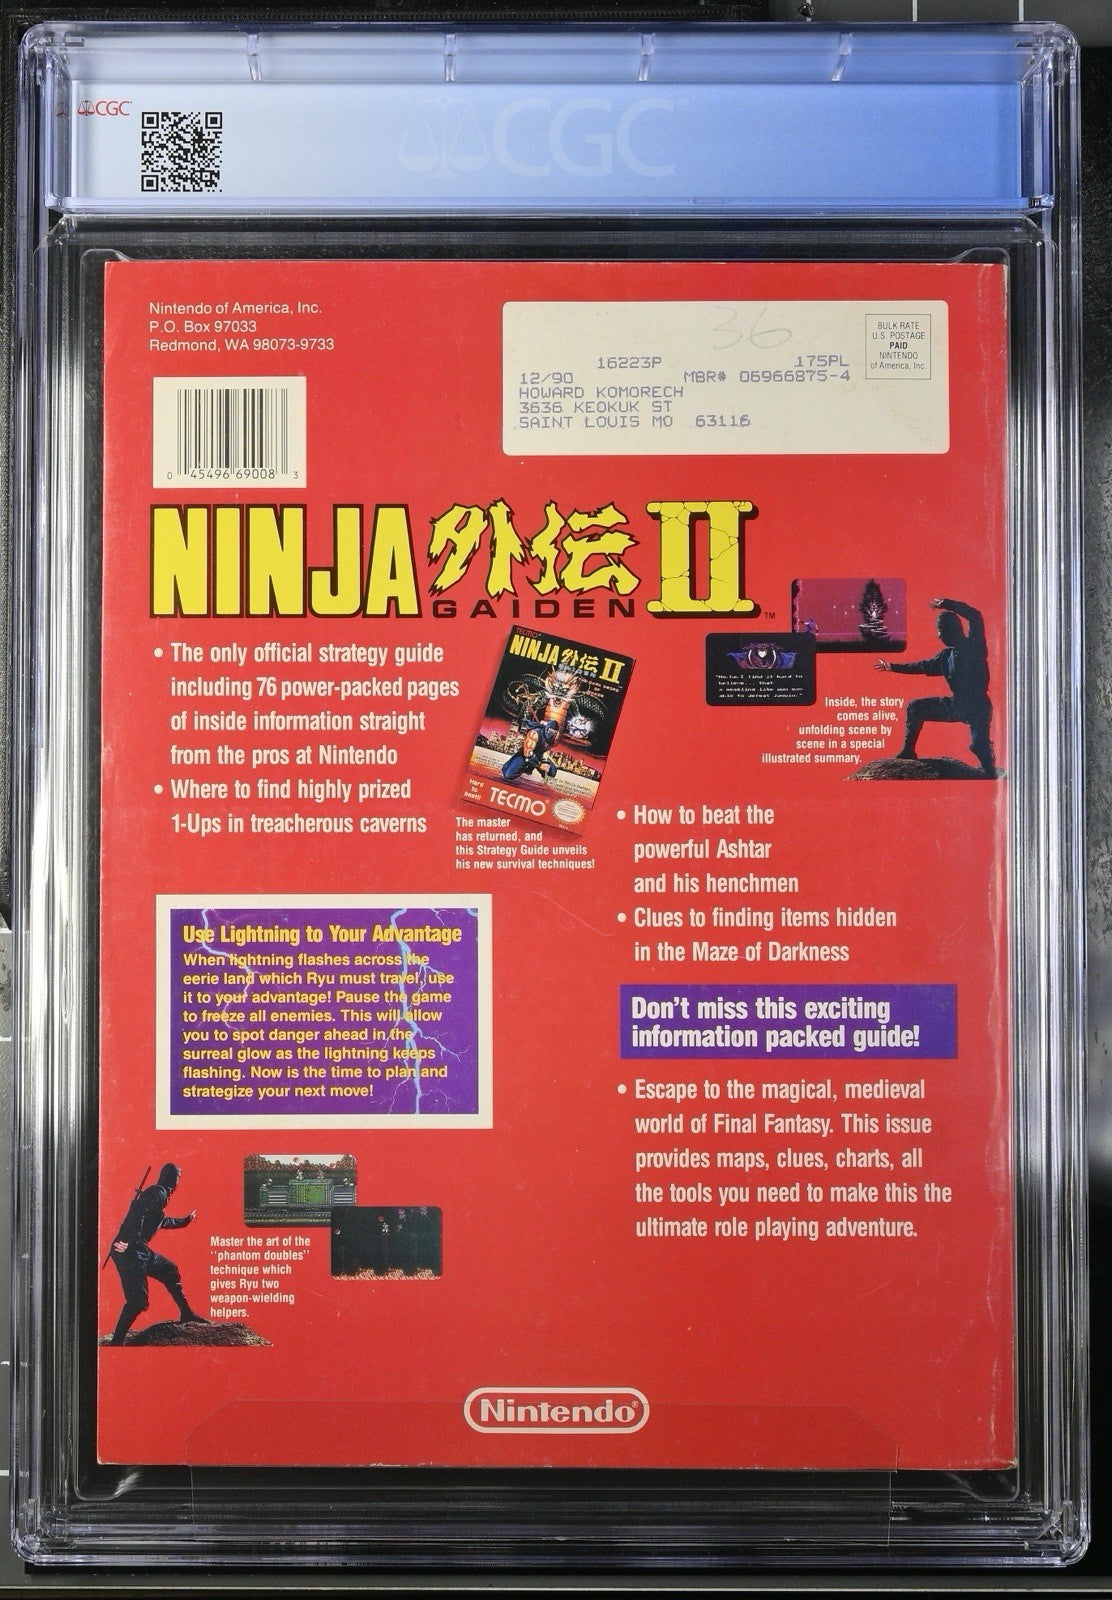 CGC
CGC
Nintendo of America, Inc.
P.O. Box 97033
Redmond, WA 98073-9733
36
BULK RATE
U.S. POSTAGE
PAID
NINTENDO
of America, Inc.
16223P 175PL
12/90 MBR# 06966875-4
HOWARD KOMORECH
3636 KEOKUK ST
SAINT LOUIS MO 63116
0 45496 69008 3
NINJA 外伝 II
GAIDEN ™
• The only official strategy guide
including 76 power-packed pages
of inside information straight
from the pros at Nintendo
• Where to find highly prized
1-Ups in treacherous caverns
TECMO
NINJA 外伝 II
TECMO
The master
has returned, and
this Strategy Guide unveils
his new survival techniques!
Inside, the story
comes alive,
unfolding scene by
scene in a special
illustrated summary.
• How to beat the
powerful Ashtar
and his henchmen
• Clues to finding items hidden
in the Maze of Darkness
Use Lightning to Your Advantage
When lightning flashes across the
eerie land which Ryu must travel, use
it to your advantage! Pause the game
to freeze all enemies. This will allow
you to spot danger ahead in the
surreal glow as the lightning keeps
flashing. Now is the time to plan and
strategize your next move!
Don't miss this exciting
information packed guide!
• Escape to the magical, medieval
world of Final Fantasy. This issue
provides maps, clues, charts, all
the tools you need to make this the
ultimate role playing adventure.
Master the art of the
"phantom doubles"
technique which
gives Ryu two
weapon-wielding
helpers.
Nintendo®